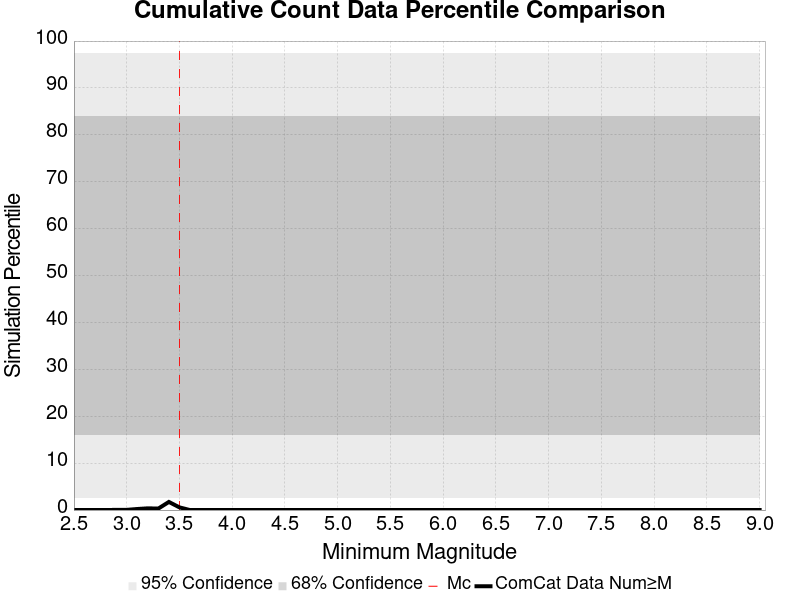 Cumulative Count Data Percentile Comparison
100
90
80
70
60
50
40
30
20
10
0
Simulation Percentile
2.5 3.0 3.5 4.0 4.5 5.0 5.5 6.0 6.5 7.0 7.5 8.0 8.5 9.0
Minimum Magnitude
95% Confidence 68% Confidence Mc ComCat Data Num≥M